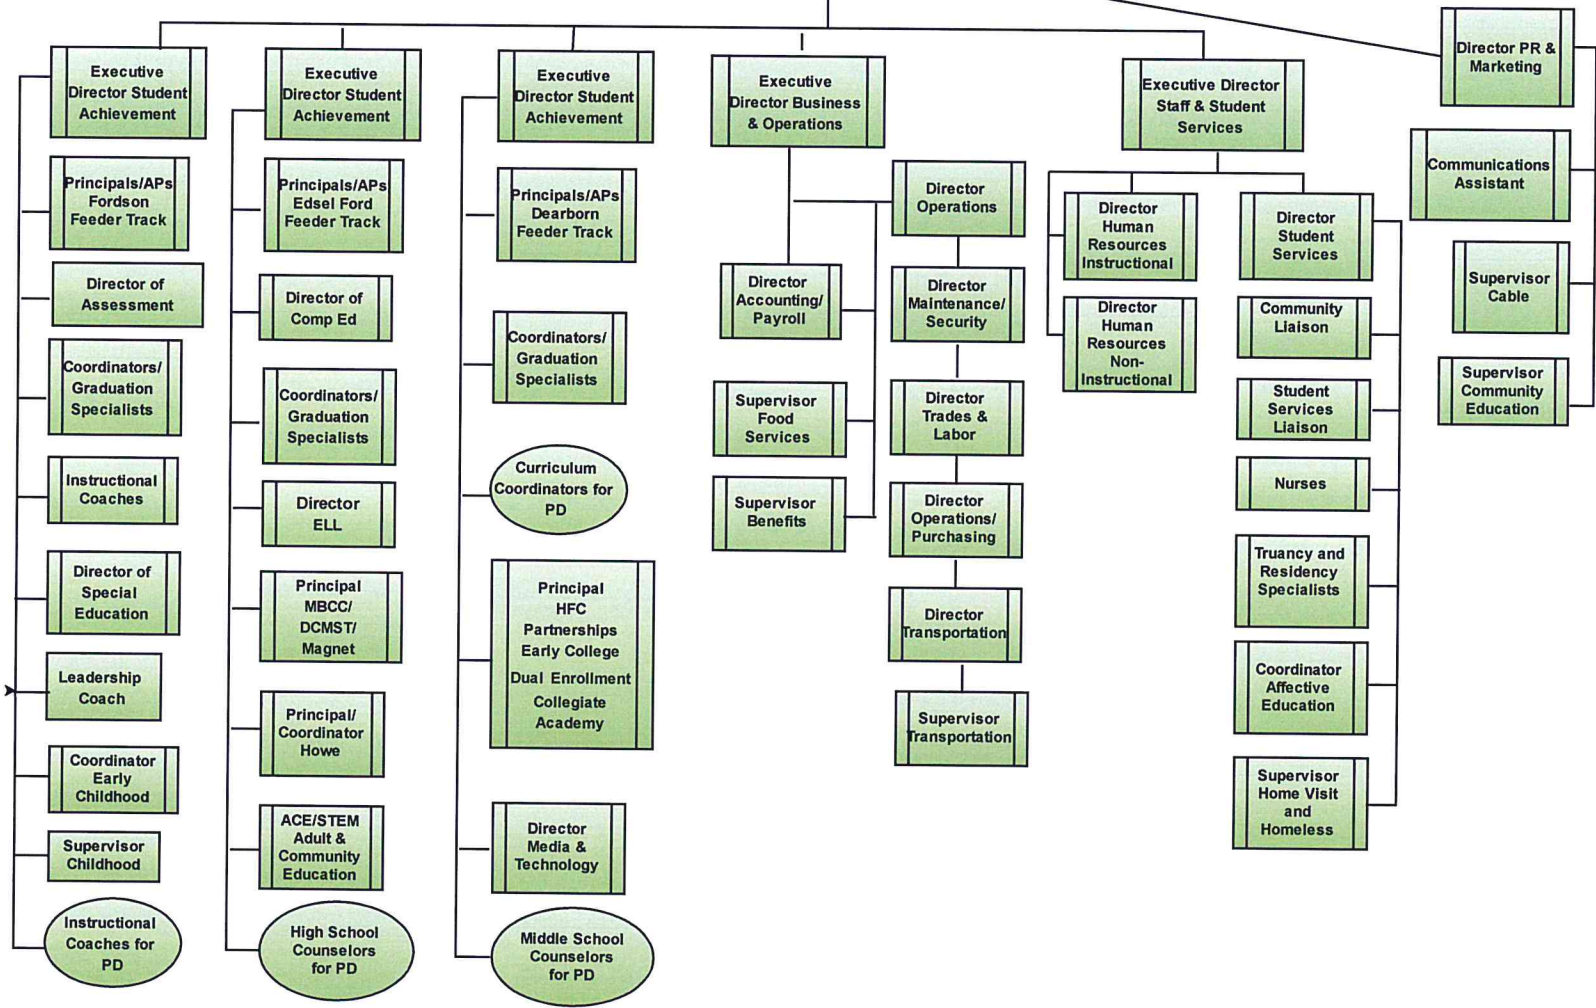 Executive
Director Student
Achievement
Principals/APs
Fordson
Feeder Track
Director of
Assessment
Coordinators/
Graduation
Specialists
Instructional
Coaches
Director of
Special
Education
Leadership
Coach
Coordinator
Early
Childhood
Supervisor
Childhood
Instructional
Coaches for
PD
Executive
Director Student
Achievement
Principals/APs
Edsel Ford
Feeder Track
Director of
Comp Ed
Coordinators/
Graduation
Specialists
Director
ELL
Principal
MBCC/
DCMST/
Magnet
Principal/
Coordinator
Howe
ACE/STEM
Adult &
Community
Education
High School
Counselors
for PD
Executive
Director Student
Achievement
Principals/APs
Dearborn
Feeder Track
Coordinators/
Graduation
Specialists
Curriculum
Coordinators for
PD
Principal
HFC
Partnerships
Early College
Dual Enrollment
Collegiate
Academy
Director
Media &
Technology
Middle School
Counselors
for PD
Executive
Director Business
& Operations
Director
Accounting/
Payroll
Supervisor
Food
Services
Supervisor
Benefits
Director
Operations
Director
Maintenance/
Security
Director
Trades &
Labor
Director
Operations/
Purchasing
Director
Transportation
Supervisor
Transportation
Executive Director
Staff & Student
Services
Director
Human
Resources
Instructional
Director
Human
Resources
Non-
Instructional
Director
Student
Services
Community
Liaison
Student
Services
Liaison
Nurses
Truancy and
Residency
Specialists
Coordinator
Affective
Education
Supervisor
Home Visit
and
Homeless
Director PR &
Marketing
Communications
Assistant
Supervisor
Cable
Supervisor
Community
Education